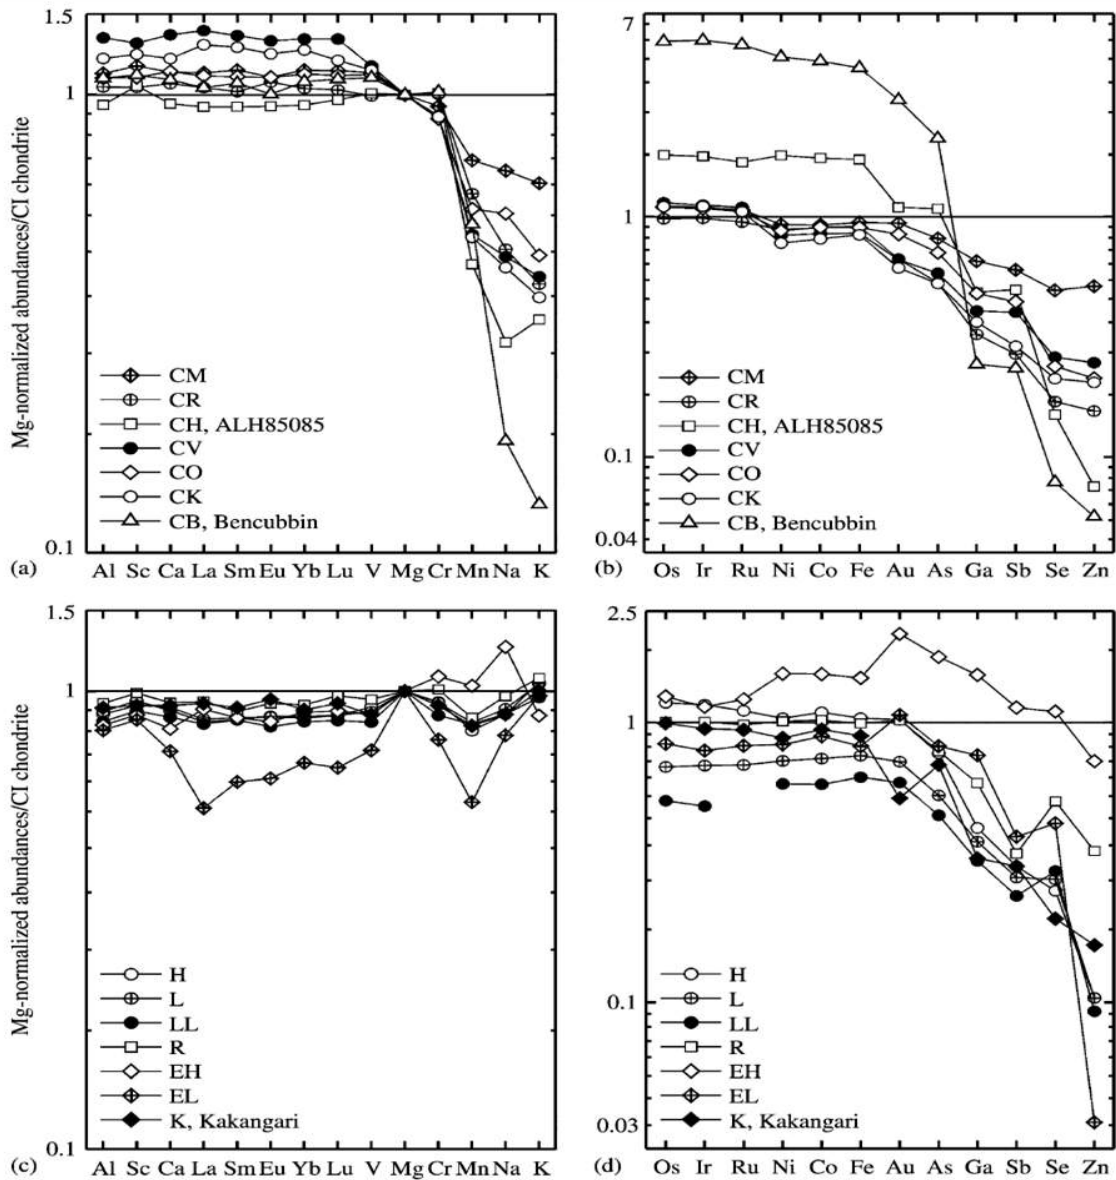 Mg-normalized abundances/CI chondrite
1.5
1
0.1
CM
CR
CH, ALH85085
CV
CO
CK
CB, Bencubbin
(a)
Al Sc Ca La Sm Eu Yb Lu V Mg Cr Mn Na K
7
1
0.1
0.04
CM
CR
CH, ALH85085
CV
CO
CK
CB, Bencubbin
(b)
Os Ir Ru Ni Co Fe Au As Ga Sb Se Zn
Mg-normalized abundances/CI chondrite
1.5
1
0.1
H
L
LL
R
EH
EL
K, Kakangari
(c)
Al Sc Ca La Sm Eu Yb Lu V Mg Cr Mn Na K
2.5
1
0.1
0.03
H
L
LL
R
EH
EL
K, Kakangari
(d)
Os Ir Ru Ni Co Fe Au As Ga Sb Se Zn